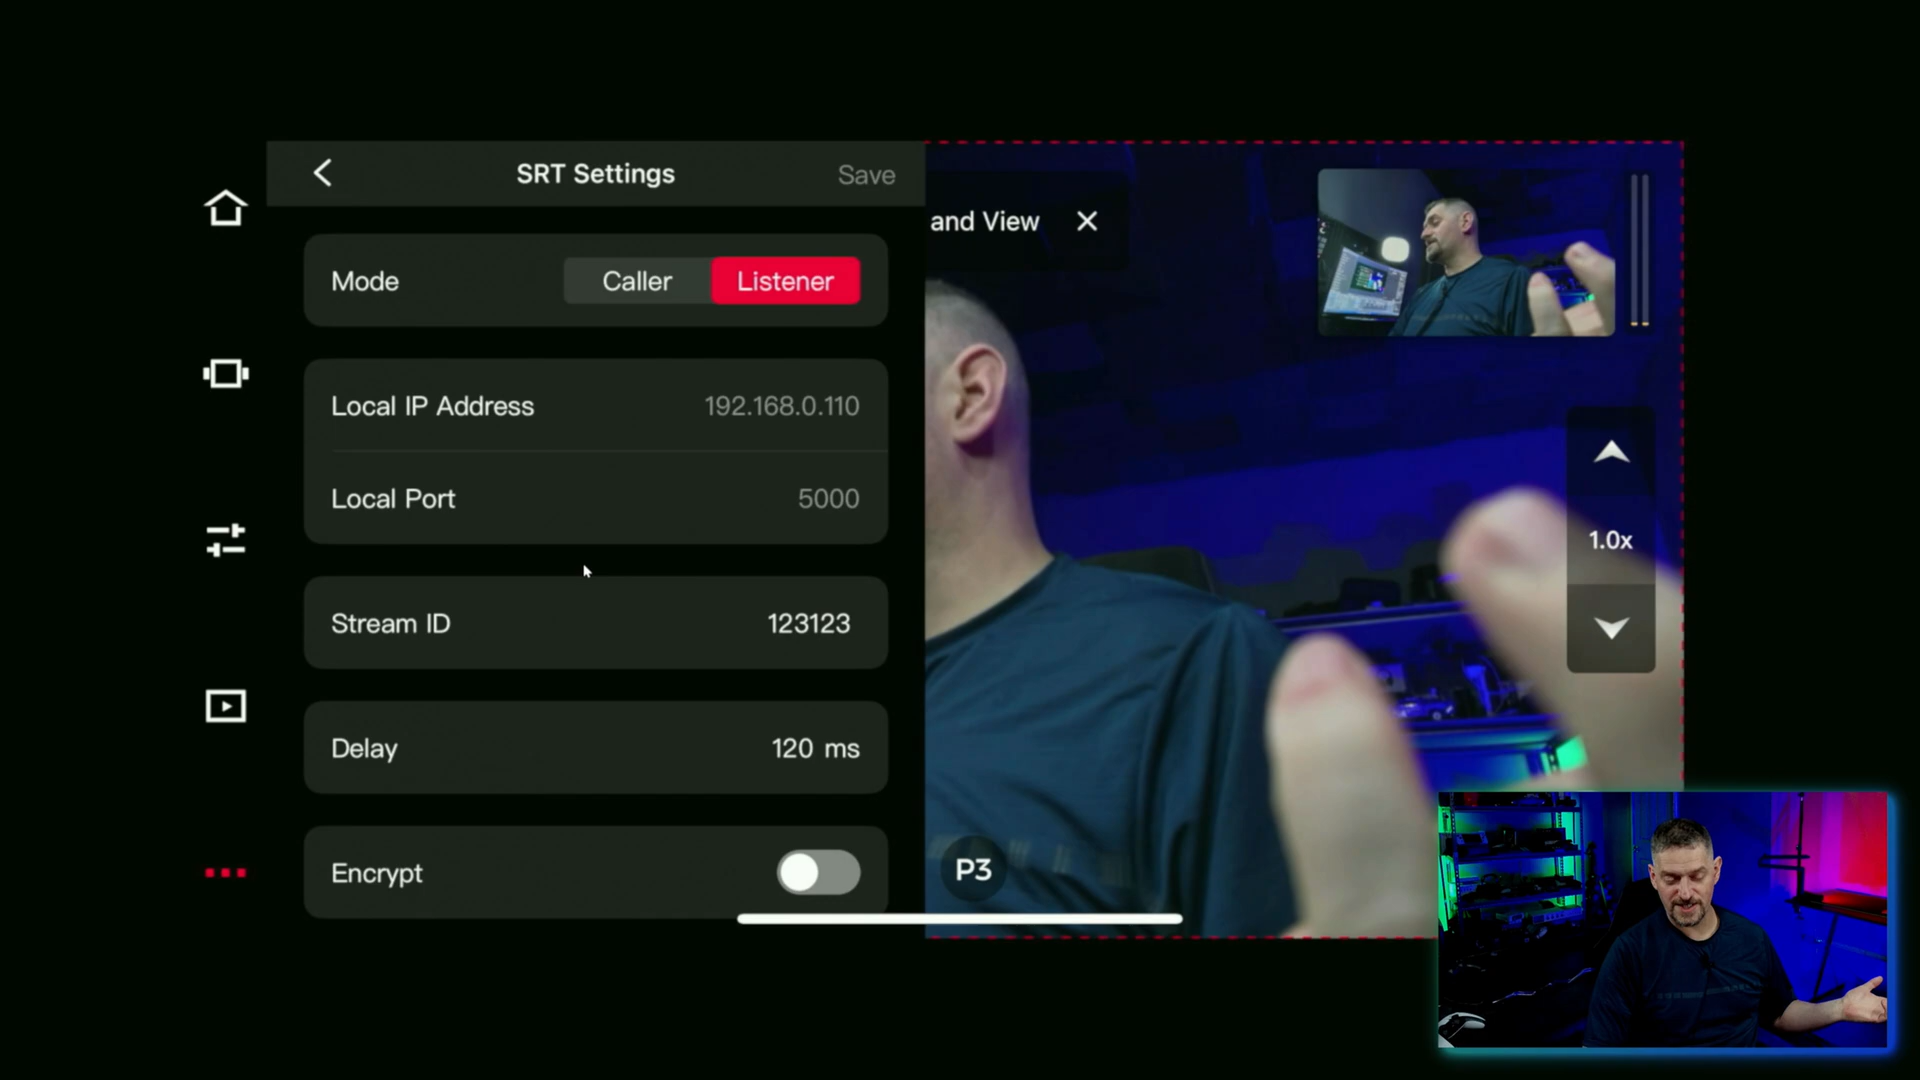 SRT Settings
Save
Mode
Caller
Listener
Local IP Address
192.168.0.110
Local Port
5000
Stream ID
123123
Delay
120 ms
Encrypt
and View
1.0x
P3